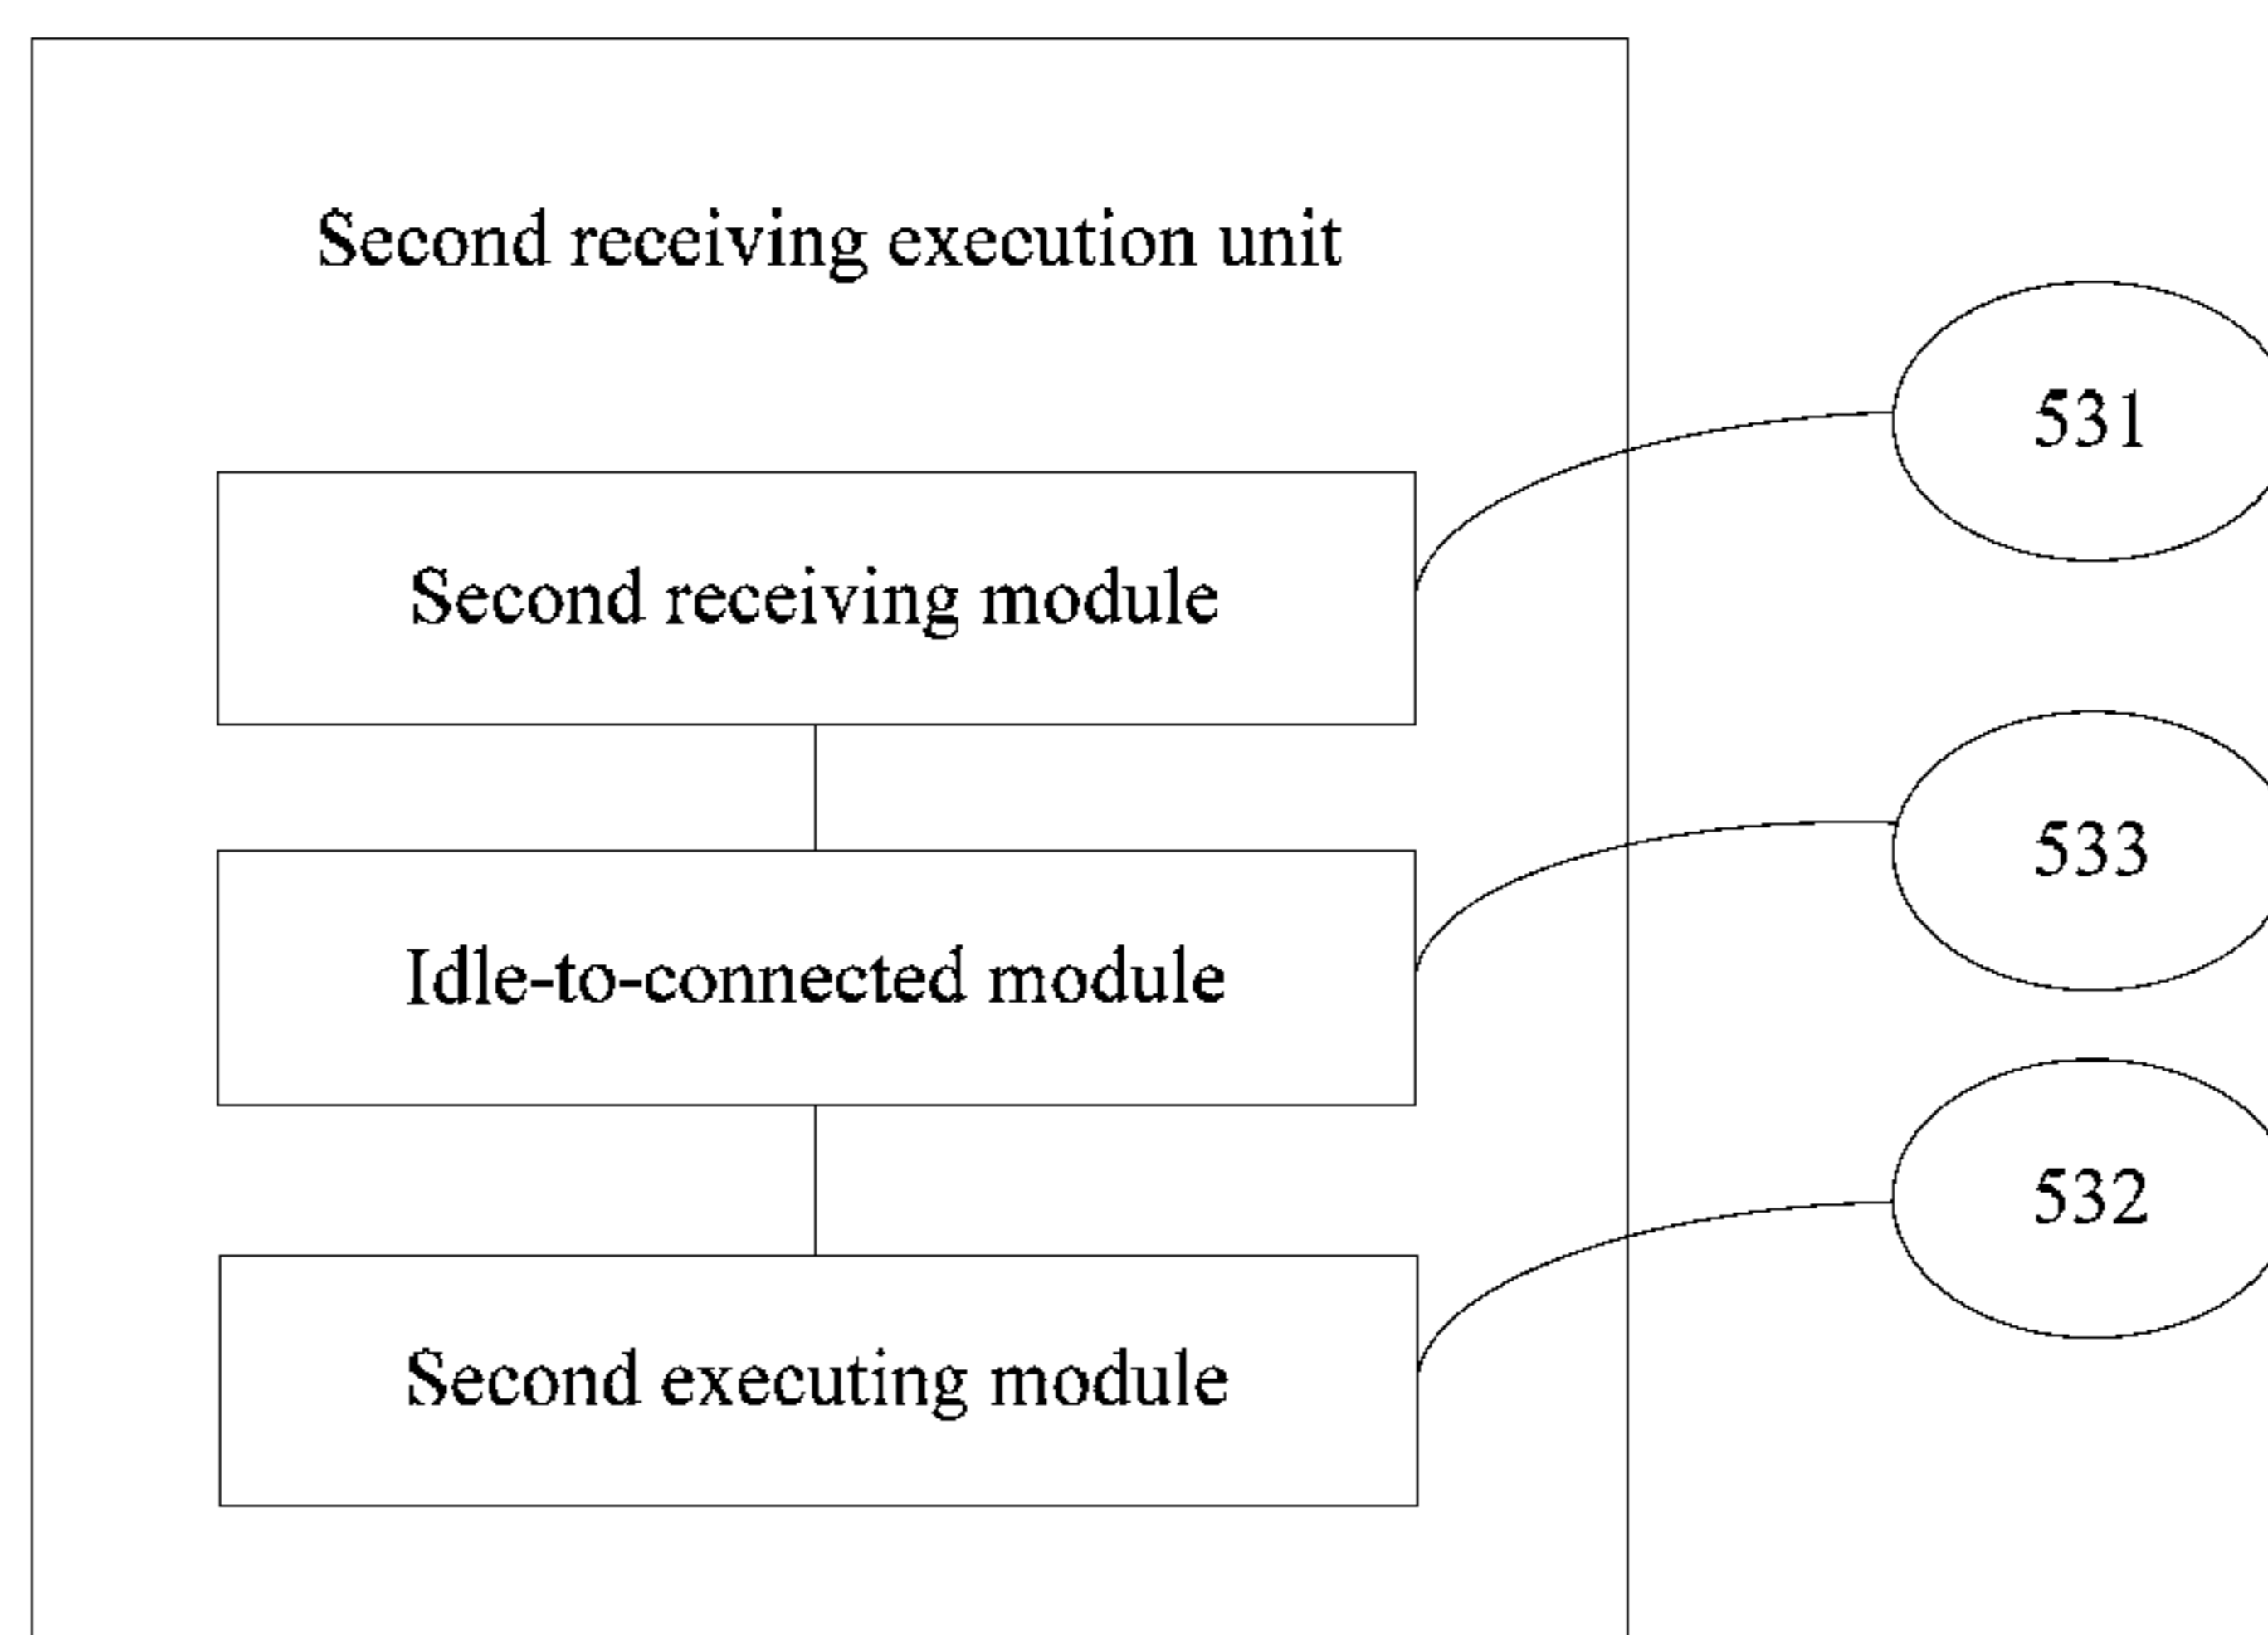 Second receiving execution unit
531
Second receiving module
533
Idle-to-connected module
532
Second executing module